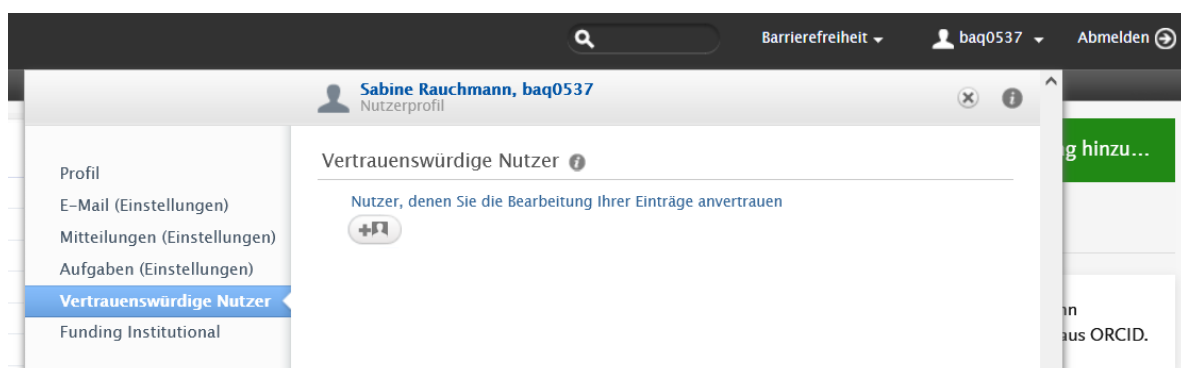 Barrierefreiheit
baq0537
Abmelden
Sabine Rauchmann, baq0537
Nutzerprofil
g hinzu...
Vertrauenswürdige Nutzer
Profil
E-Mail (Einstellungen)
Mitteilungen (Einstellungen)
Aufgaben (Einstellungen)
Vertrauenswürdige Nutzer
Funding Institutional
Nutzer, denen Sie die Bearbeitung Ihrer Einträge anvertrauen
aus ORCID.